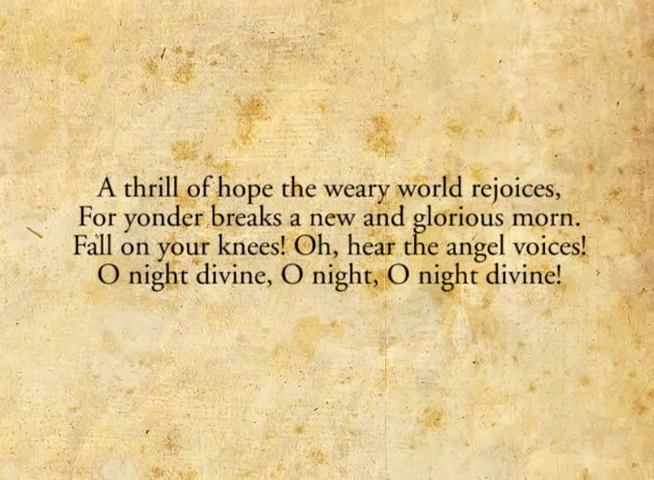 A thrill of hope the weary world rejoices,
For yonder breaks a new and glorious morn.
Fall on your knees! Oh, hear the angel voices!
O night divine, O night, O night divine!